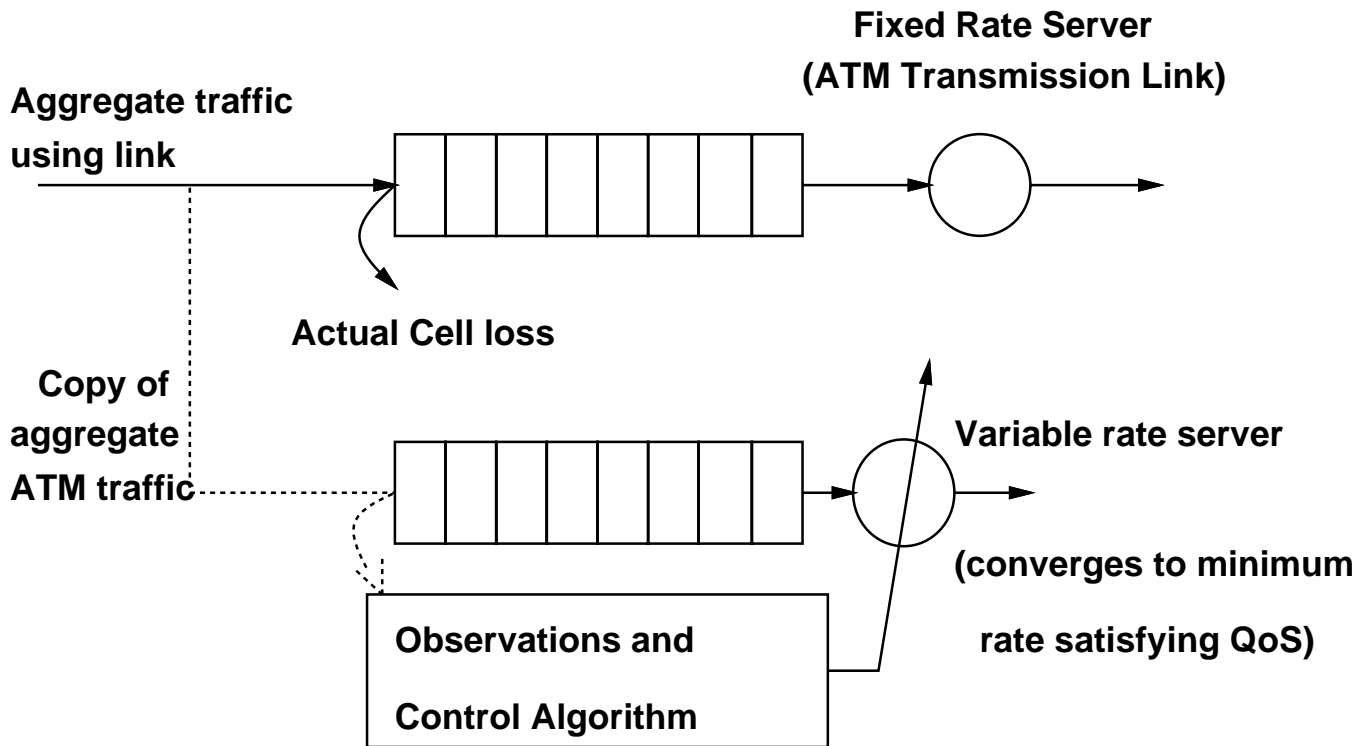 Fixed Rate Server
(ATM Transmission Link)
Aggregate traffic
using link
Actual Cell loss
Copy of
aggregate
ATM traffic
Variable rate server
(converges to minimum
rate satisfying QoS)
Observations and
Control Algorithm